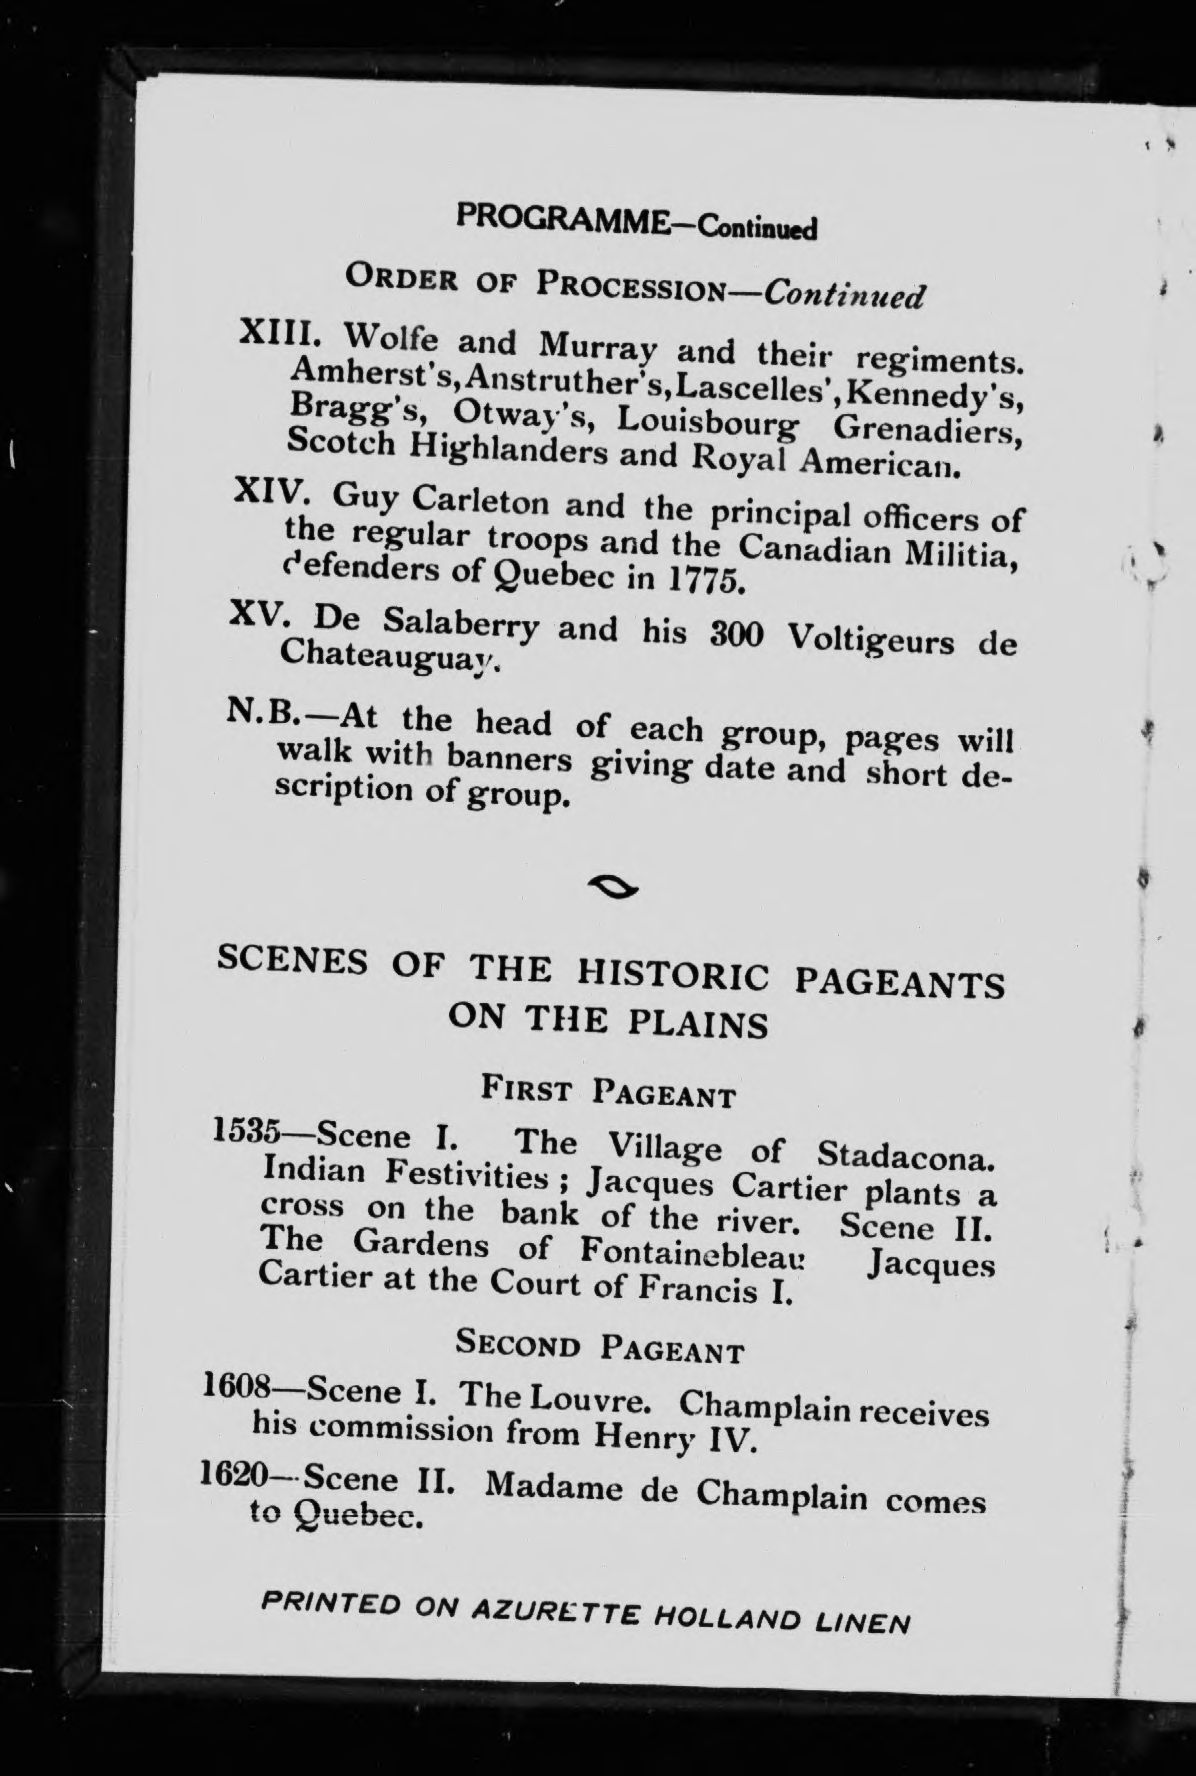 PROGRAMME—Continued
ORDER OF PROCESSION—Continued
XIII. Wolfe and Murray and their regiments.
Amherst's, Anstruther's, Lascelles', Kennedy's,
Bragg's, Otway's, Louisbourg Grenadiers,
Scotch Highlanders and Royal American.
XIV. Guy Carleton and the principal officers of
the regular troops and the Canadian Militia,
defenders of Quebec in 1775.
XV. De Salaberry and his 300 Voltigeurs de
Chateauguay.
N.B.—At the head of each group, pages will
walk with banners giving date and short de-
scription of group.
SCENES OF THE HISTORIC PAGEANTS
ON THE PLAINS
FIRST PAGEANT
1535—Scene I. The Village of Stadacona.
Indian Festivities ; Jacques Cartier plants a
cross on the bank of the river. Scene II.
The Gardens of Fontainebleau Jacques
Cartier at the Court of Francis I.
SECOND PAGEANT
1608—Scene I. The Louvre. Champlain receives
his commission from Henry IV.
1620—Scene II. Madame de Champlain comes
to Quebec.
PRINTED ON AZURETTE HOLLAND LINEN